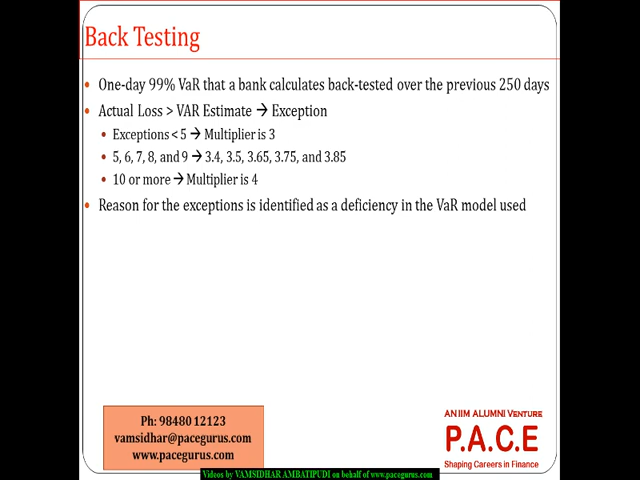 Back Testing
One-day 99% VaR that a bank calculates back-tested over the previous 250 days
Actual Loss > VAR Estimate → Exception
Exceptions < 5 → Multiplier is 3
5, 6, 7, 8, and 9 → 3.4, 3.5, 3.65, 3.75, and 3.85
10 or more → Multiplier is 4
Reason for the exceptions is identified as a deficiency in the VaR model used
Ph: 98480 12123
vamsidhar@pacegurus.com
www.pacegurus.com
AN IIM ALUMNI VENTURE
P.A.C.E
Shaping Careers in Finance
Videos by VAMSIDHAR AMBATIPUDI on behalf of www.pacegurus.com